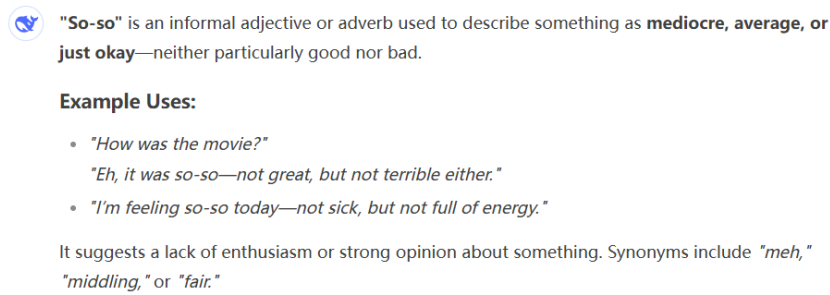 "So-so" is an informal adjective or adverb used to describe something as mediocre, average, or
just okay—neither particularly good nor bad.
Example Uses:
• "How was the movie?"
"Eh, it was so-so—not great, but not terrible either."
• "I'm feeling so-so today—not sick, but not full of energy."
It suggests a lack of enthusiasm or strong opinion about something. Synonyms include "meh,"
"middling," or "fair."